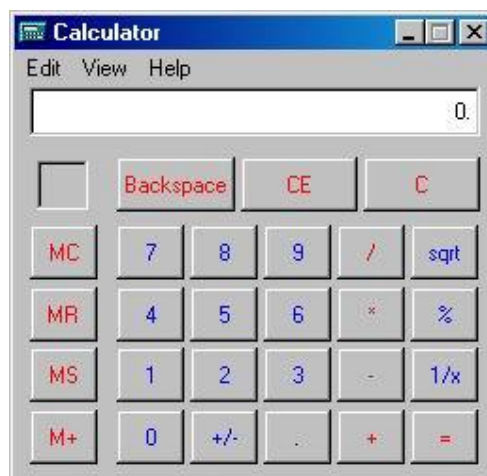 Calculator
Edit View Help
0.
Backspace CE C
MC 7 8 9 / sqrt
MR 4 5 6 * %
MS 1 2 3 - 1/x
M+ 0 +/- . + =